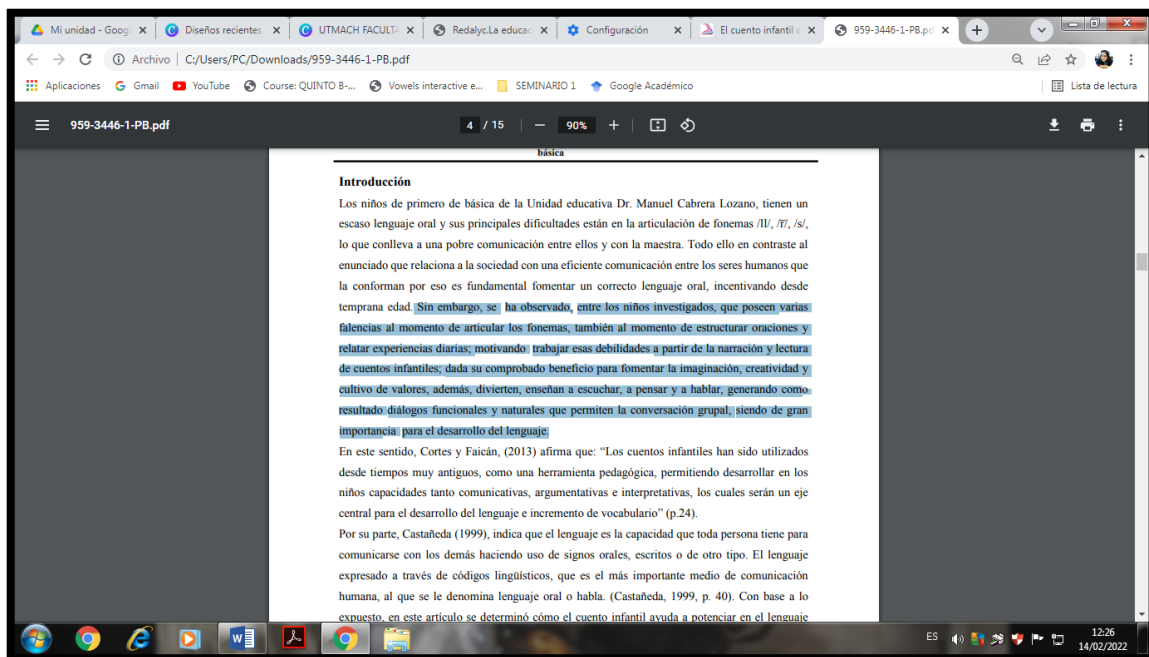 Mi unidad - Goog
Diseños recientes
UTMACH FACULTA
Redalyc.La educac
Configuración
El cuento infantil e
959-3446-1-PB.pd
Archivo | C:/Users/PC/Downloads/959-3446-1-PB.pdf
Aplicaciones Gmail YouTube Course: QUINTO B-... Vowels interactive e... SEMINARIO 1 Google Académico Lista de lectura
959-3446-1-PB.pdf 4 / 15 | — 90% + |
básica
Introducción
Los niños de primero de básica de la Unidad educativa Dr. Manuel Cabrera Lozano, tienen un
escaso lenguaje oral y sus principales dificultades están en la articulación de fonemas /ll/, /r̄/, /s/,
lo que conlleva a una pobre comunicación entre ellos y con la maestra. Todo ello en contraste al
enunciado que relaciona a la sociedad con una eficiente comunicación entre los seres humanos que
la conforman por eso es fundamental fomentar un correcto lenguaje oral, incentivando desde
temprana edad. Sin embargo, se ha observado, entre los niños investigados, que poseen varias
falencias al momento de articular los fonemas, también al momento de estructurar oraciones y
relatar experiencias diarias; motivando trabajar esas debilidades a partir de la narración y lectura
de cuentos infantiles; dada su comprobado beneficio para fomentar la imaginación, creatividad y
cultivo de valores, además, divierten, enseñan a escuchar, a pensar y a hablar, generando como
resultado diálogos funcionales y naturales que permiten la conversación grupal, siendo de gran
importancia para el desarrollo del lenguaje.
En este sentido, Cortes y Faicán, (2013) afirma que: “Los cuentos infantiles han sido utilizados
desde tiempos muy antiguos, como una herramienta pedagógica, permitiendo desarrollar en los
niños capacidades tanto comunicativas, argumentativas e interpretativas, los cuales serán un eje
central para el desarrollo del lenguaje e incremento de vocabulario” (p.24).
Por su parte, Castañeda (1999), indica que el lenguaje es la capacidad que toda persona tiene para
comunicarse con los demás haciendo uso de signos orales, escritos o de otro tipo. El lenguaje
expresado a través de códigos lingüísticos, que es el más importante medio de comunicación
humana, al que se le denomina lenguaje oral o habla. (Castañeda, 1999, p. 40). Con base a lo
expuesto, en este artículo se determinó cómo el cuento infantil ayuda a potenciar en el lenguaje
ES 12:26
14/02/2022